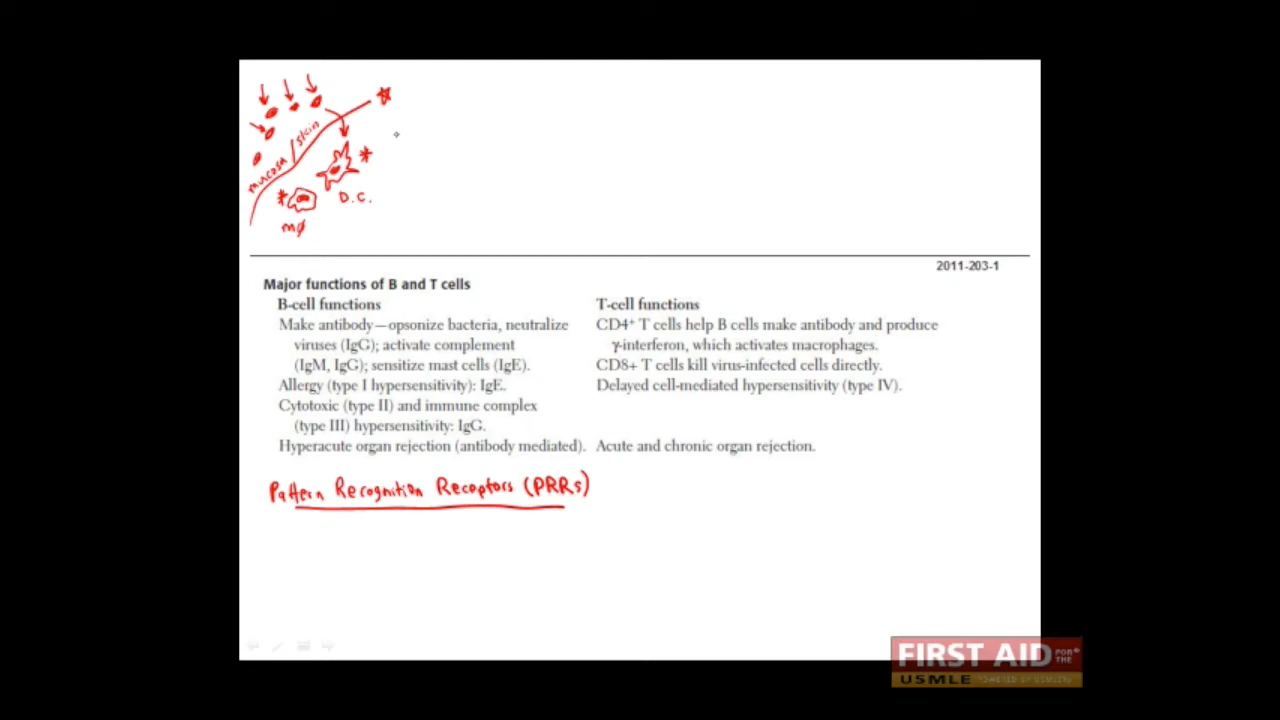 mucosa/skin
D.C.
mφ
2011-203-1
Major functions of B and T cells
B-cell functions
Make antibody—opsonize bacteria, neutralize
viruses (IgG); activate complement
(IgM, IgG); sensitize mast cells (IgE).
Allergy (type I hypersensitivity): IgE.
Cytotoxic (type II) and immune complex
(type III) hypersensitivity: IgG.
Hyperacute organ rejection (antibody mediated).
T-cell functions
CD4⁺ T cells help B cells make antibody and produce
γ-interferon, which activates macrophages.
CD8+ T cells kill virus-infected cells directly.
Delayed cell-mediated hypersensitivity (type IV).
Acute and chronic organ rejection.
Pattern Recognition Receptors (PRRs)
FIRST AID FOR THE®
USMLE POWERED BY USMLERX